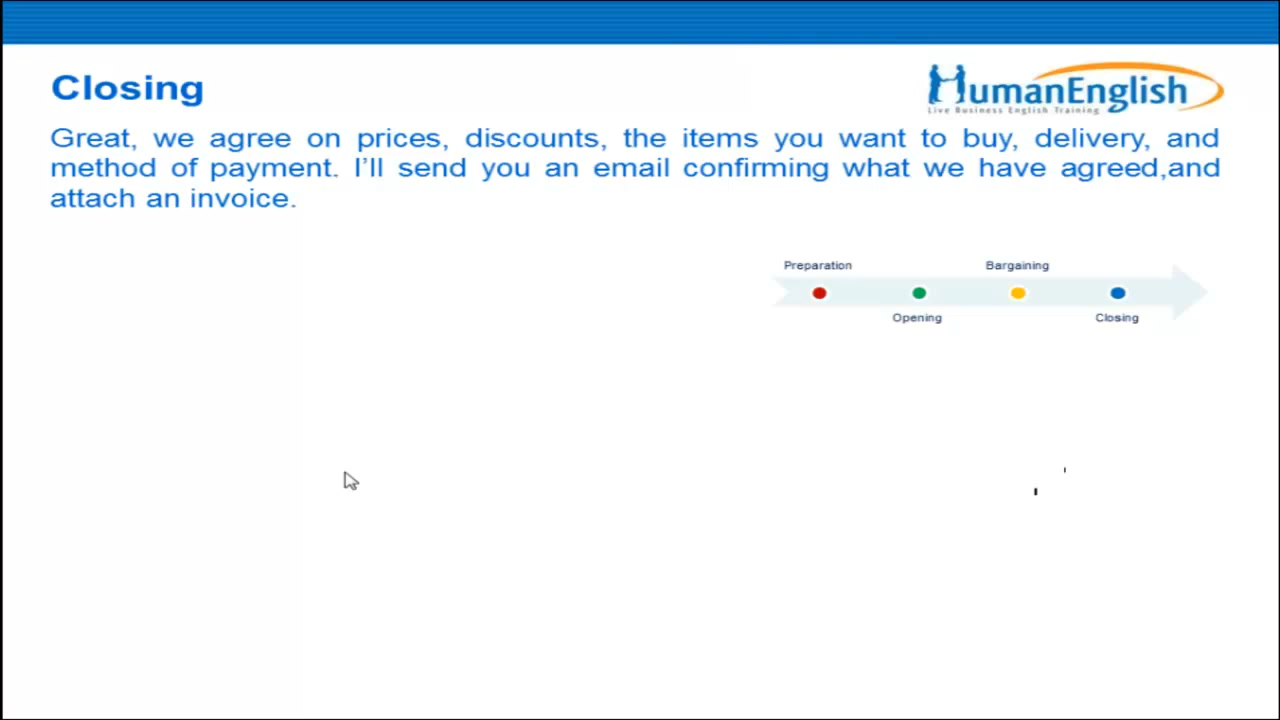 Closing
HumanEnglish
Live Business English Training
Great, we agree on prices, discounts, the items you want to buy, delivery, and
method of payment. I’ll send you an email confirming what we have agreed,and
attach an invoice.
Preparation
Bargaining
Opening
Closing